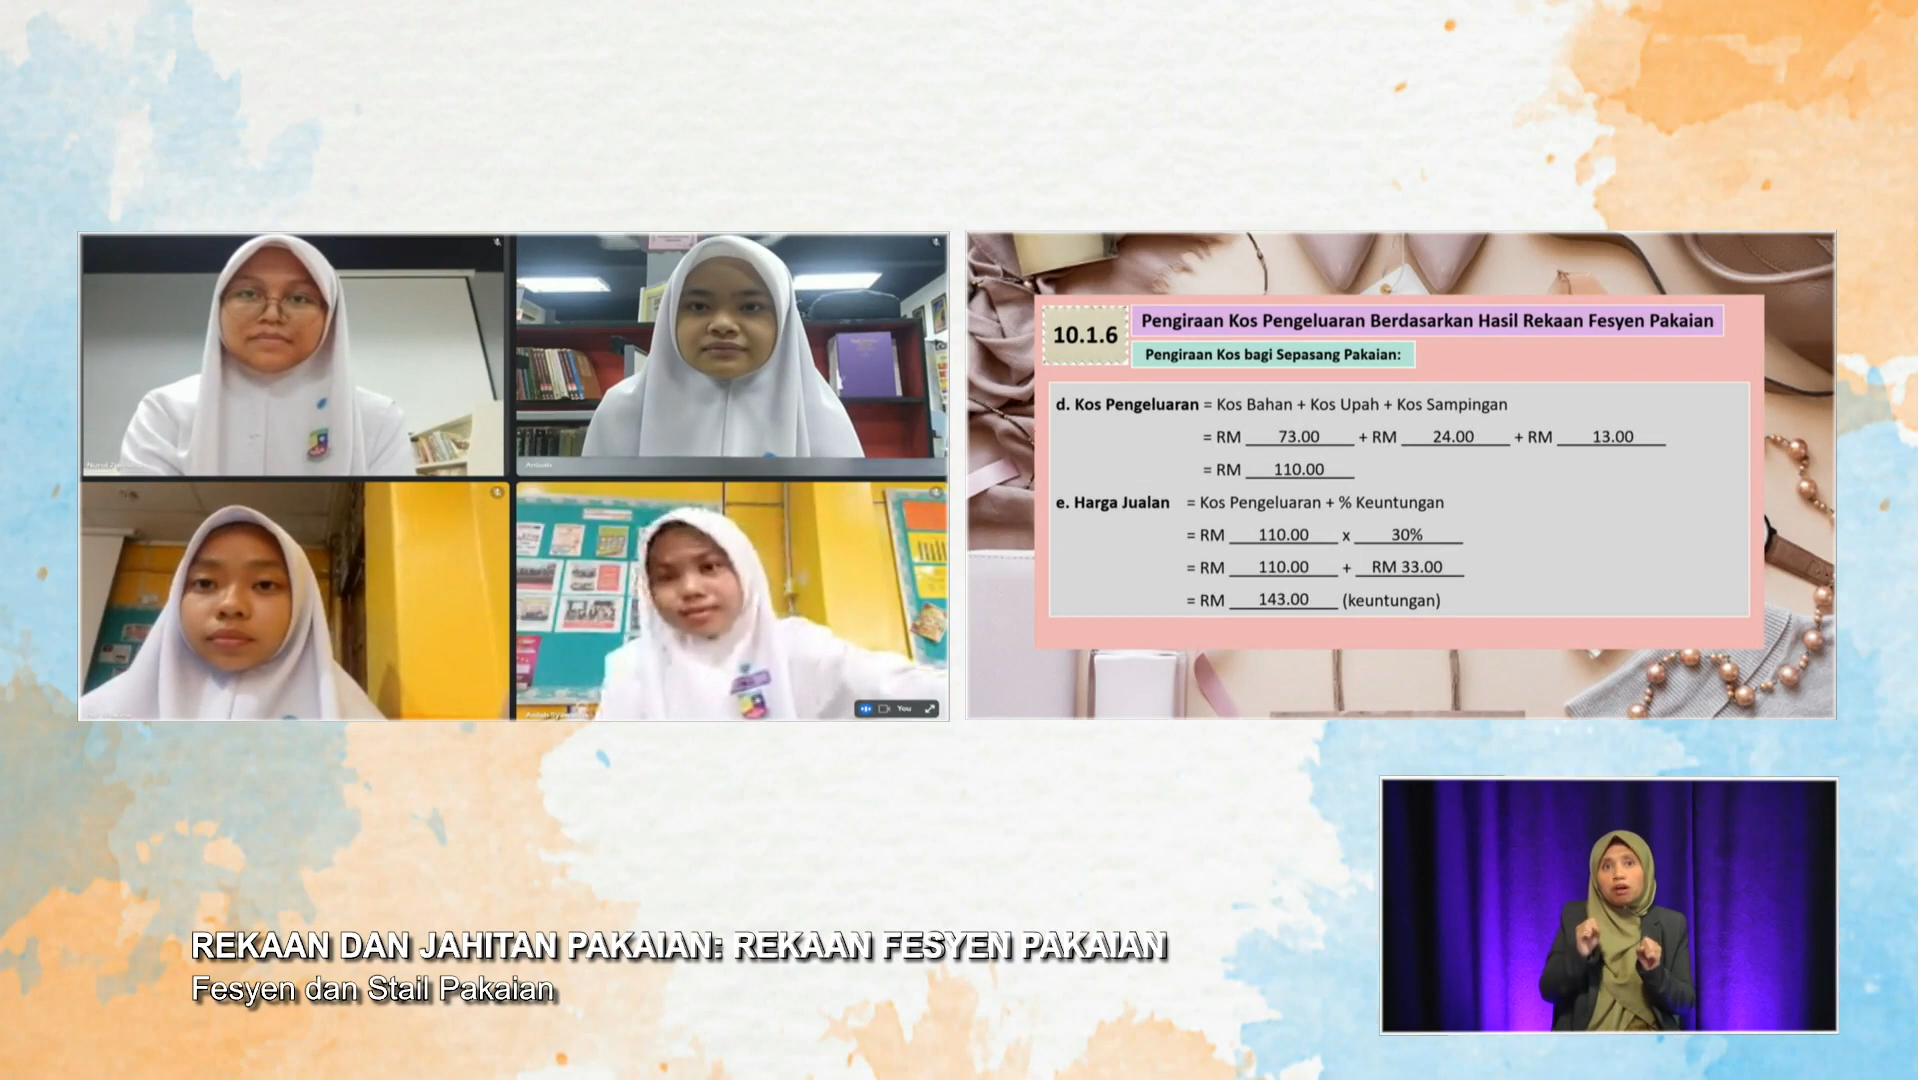 10.1.6
Pengiraan Kos Pengeluaran Berdasarkan Hasil Rekaan Fesyen Pakaian
Pengiraan Kos bagi Sepasang Pakaian:
d. Kos Pengeluaran = Kos Bahan + Kos Upah + Kos Sampingan
= RM 73.00 + RM 24.00 + RM 13.00
= RM 110.00
e. Harga Jualan = Kos Pengeluaran + % Keuntungan
= RM 110.00 x 30%
= RM 110.00 + RM 33.00
= RM 143.00 (keuntungan)
You
REKAAN DAN JAHITAN PAKAIAN: REKAAN FESYEN PAKAIAN
Fesyen dan Stail Pakaian